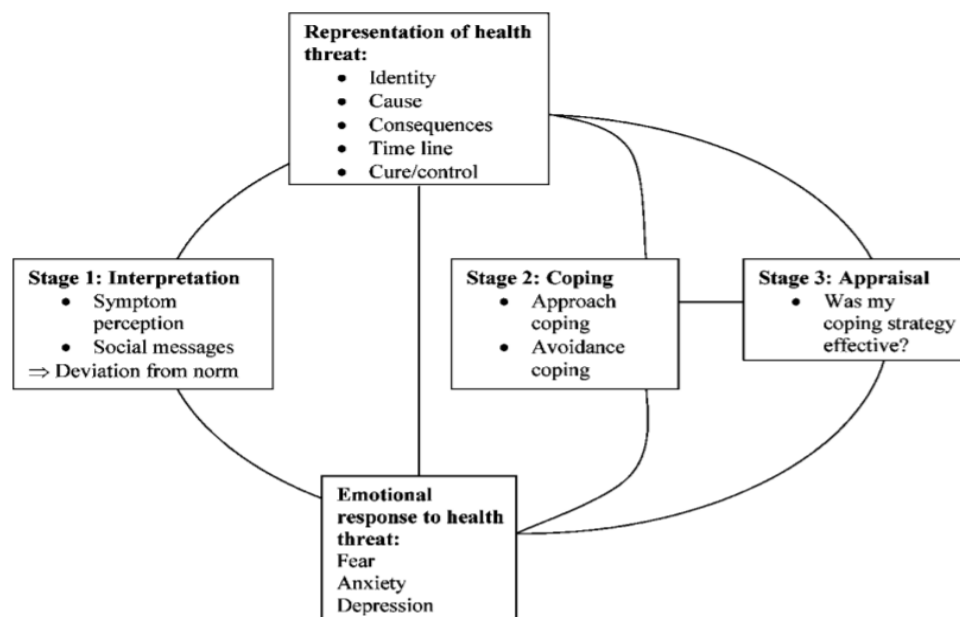 Representation of health
threat:
• Identity
• Cause
• Consequences
• Time line
• Cure/control
Stage 1: Interpretation
• Symptom
perception
• Social messages
⇒ Deviation from norm
Stage 2: Coping
• Approach
coping
• Avoidance
coping
Stage 3: Appraisal
• Was my
coping strategy
effective?
Emotional
response to health
threat:
Fear
Anxiety
Depression